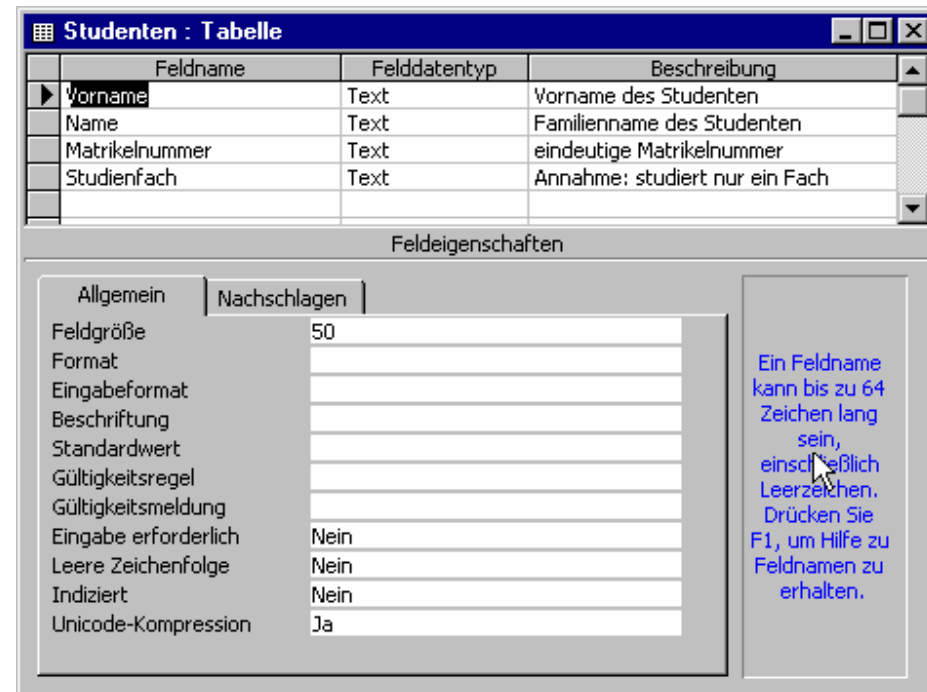 Studenten : Tabelle
Feldname Felddatentyp Beschreibung
Vorname Text Vorname des Studenten
Name Text Familienname des Studenten
Matrikelnummer Text eindeutige Matrikelnummer
Studienfach Text Annahme: studiert nur ein Fach
Feldeigenschaften
Allgemein Nachschlagen
Feldgröße 50
Format
Eingabeformat
Beschriftung
Standardwert
Gültigkeitsregel
Gültigkeitsmeldung
Eingabe erforderlich Nein
Leere Zeichenfolge Nein
Indiziert Nein
Unicode-Kompression Ja
Ein Feldname
kann bis zu 64
Zeichen lang
sein,
einschließlich
Leerzeichen.
Drücken Sie
F1, um Hilfe zu
Feldnamen zu
erhalten.